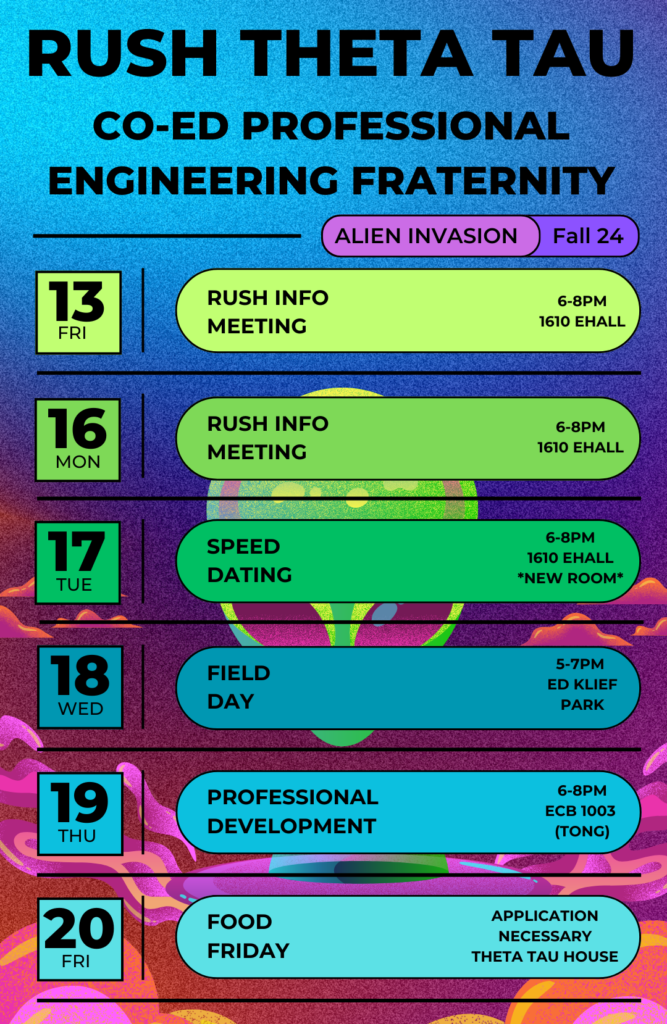 RUSH THETA TAU
CO-ED PROFESSIONAL
ENGINEERING FRATERNITY
ALIEN INVASION Fall 24
13
FRI
RUSH INFO
MEETING
6-8PM
1610 EHALL
16
MON
RUSH INFO
MEETING
6-8PM
1610 EHALL
17
TUE
SPEED
DATING
6-8PM
1610 EHALL
*NEW ROOM*
18
WED
FIELD
DAY
5-7PM
ED KLIEF
PARK
19
THU
PROFESSIONAL
DEVELOPMENT
6-8PM
ECB 1003
(TONG)
20
FRI
FOOD
FRIDAY
APPLICATION
NECESSARY
THETA TAU HOUSE